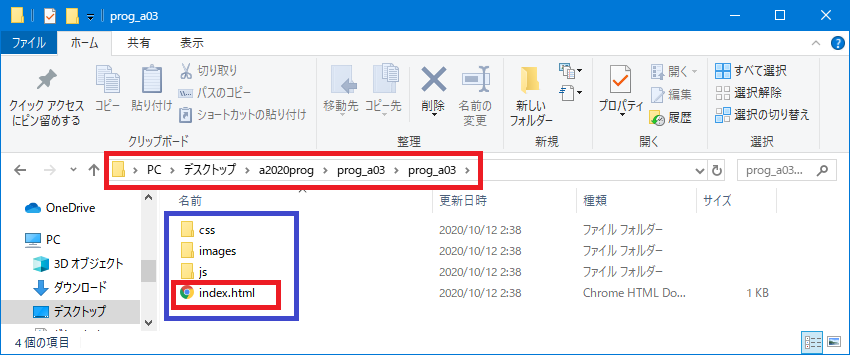 prog_a03
ファイル ホーム 共有 表示
クイック アクセスにピン留めする
コピー
貼り付け
切り取り
パスのコピー
ショートカットの貼り付け
クリップボード
移動先
コピー先
削除
名前の変更
整理
新しいフォルダー
新規
プロパティ
開く
編集
履歴
開く
すべて選択
選択解除
選択の切り替え
選択
PC デスクトップ a2020prog prog_a03 prog_a03
prog_a03...
名前 更新日時 種類 サイズ
OneDrive
PC
3D オブジェクト
ダウンロード
デスクトップ
css 2020/10/12 2:38 ファイル フォルダー
images 2020/10/12 2:38 ファイル フォルダー
js 2020/10/12 2:38 ファイル フォルダー
index.html 2020/10/12 2:38 Chrome HTML Do... 1 KB
4 個の項目